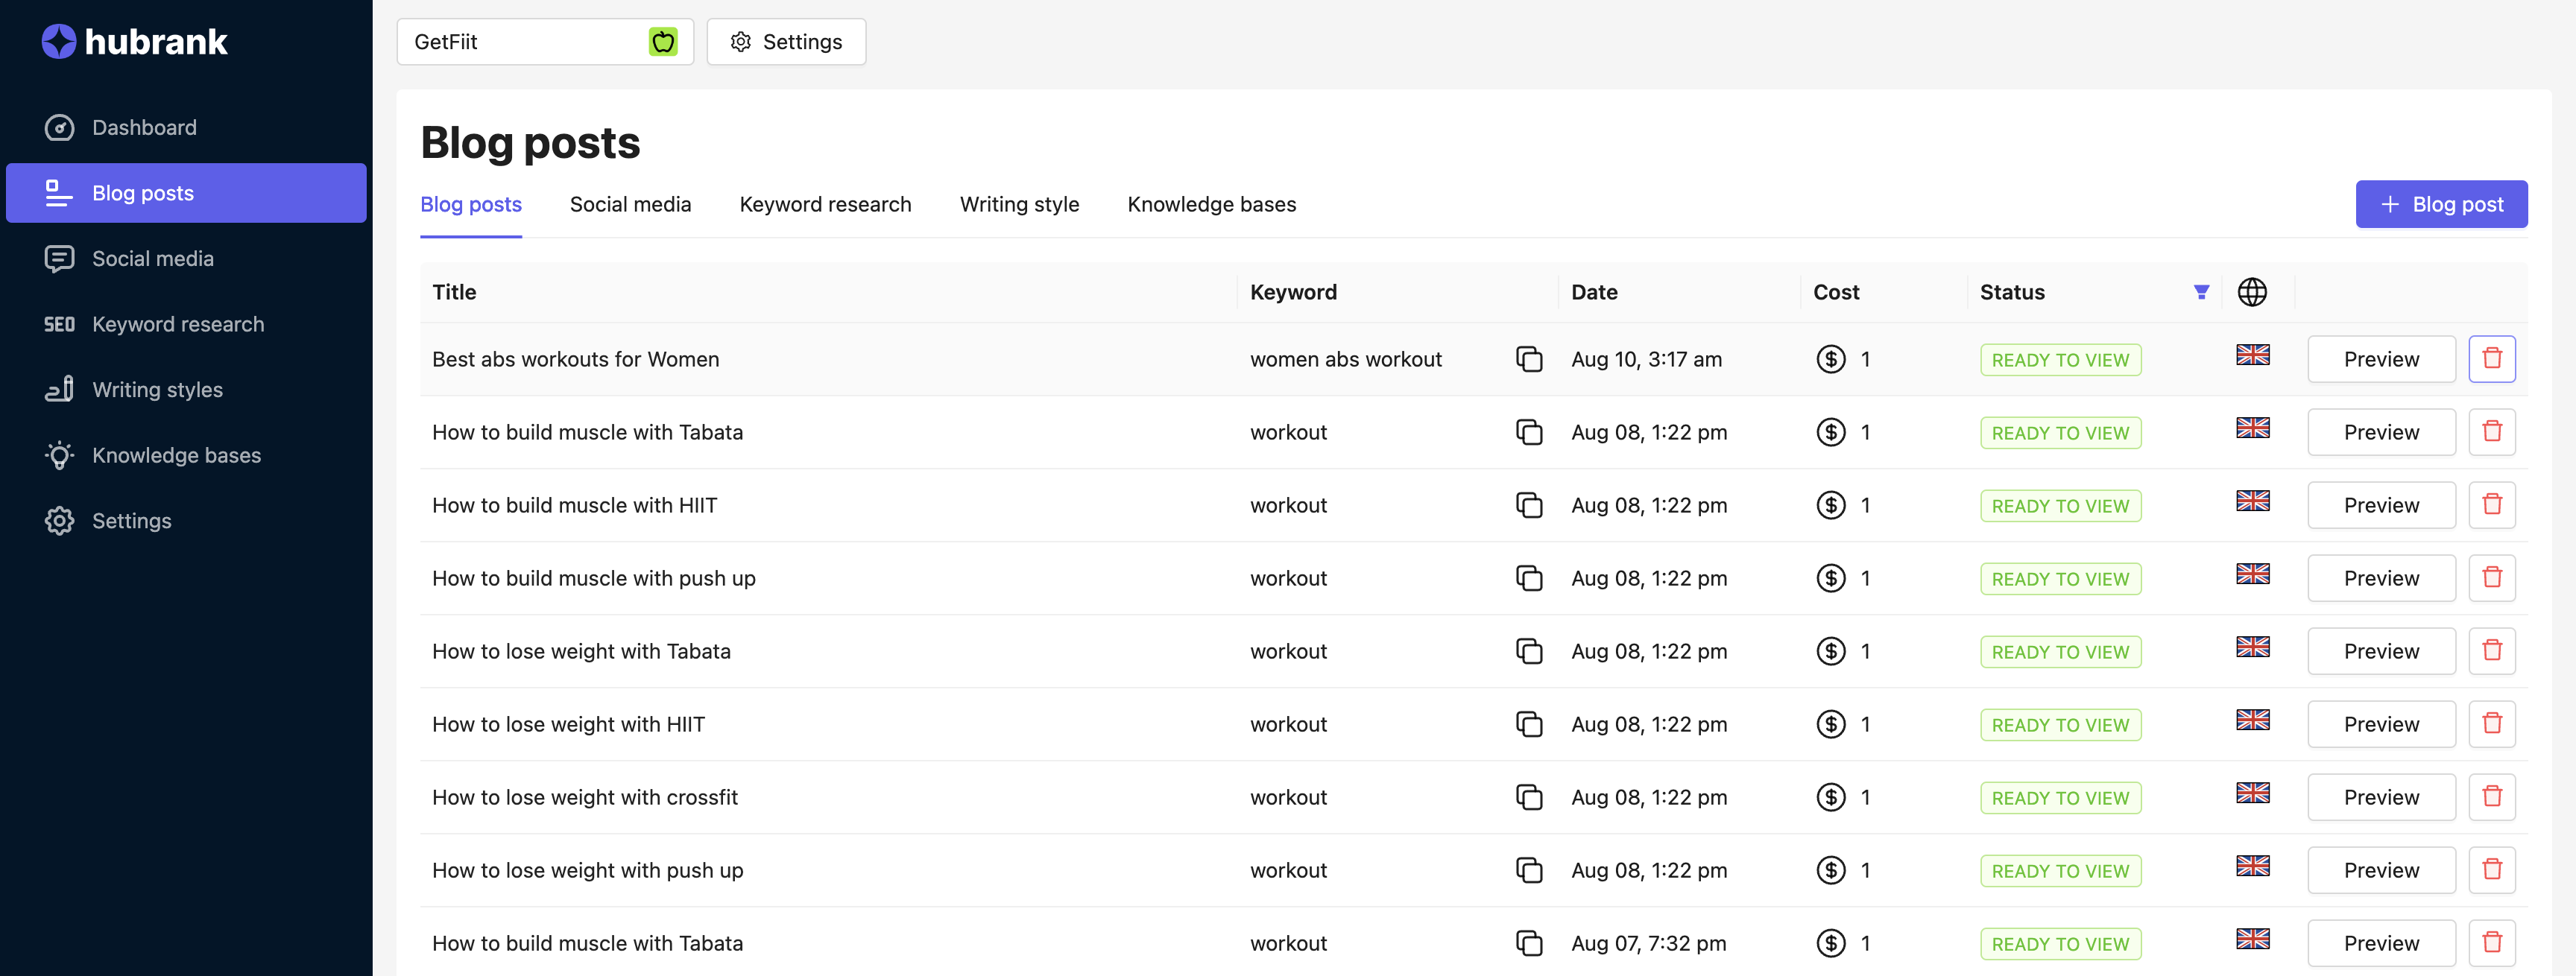 hubrank
GetFiit
Settings
Dashboard
Blog posts
Social media
SEO Keyword research
Writing styles
Knowledge bases
Settings
Blog posts
Blog posts Social media Keyword research Writing style Knowledge bases
+ Blog post
Title Keyword Date Cost Status
Best abs workouts for Women women abs workout Aug 10, 3:17 am $ 1 READY TO VIEW Preview
How to build muscle with Tabata workout Aug 08, 1:22 pm $ 1 READY TO VIEW Preview
How to build muscle with HIIT workout Aug 08, 1:22 pm $ 1 READY TO VIEW Preview
How to build muscle with push up workout Aug 08, 1:22 pm $ 1 READY TO VIEW Preview
How to lose weight with Tabata workout Aug 08, 1:22 pm $ 1 READY TO VIEW Preview
How to lose weight with HIIT workout Aug 08, 1:22 pm $ 1 READY TO VIEW Preview
How to lose weight with crossfit workout Aug 08, 1:22 pm $ 1 READY TO VIEW Preview
How to lose weight with push up workout Aug 08, 1:22 pm $ 1 READY TO VIEW Preview
How to build muscle with Tabata workout Aug 07, 7:32 pm $ 1 READY TO VIEW Preview